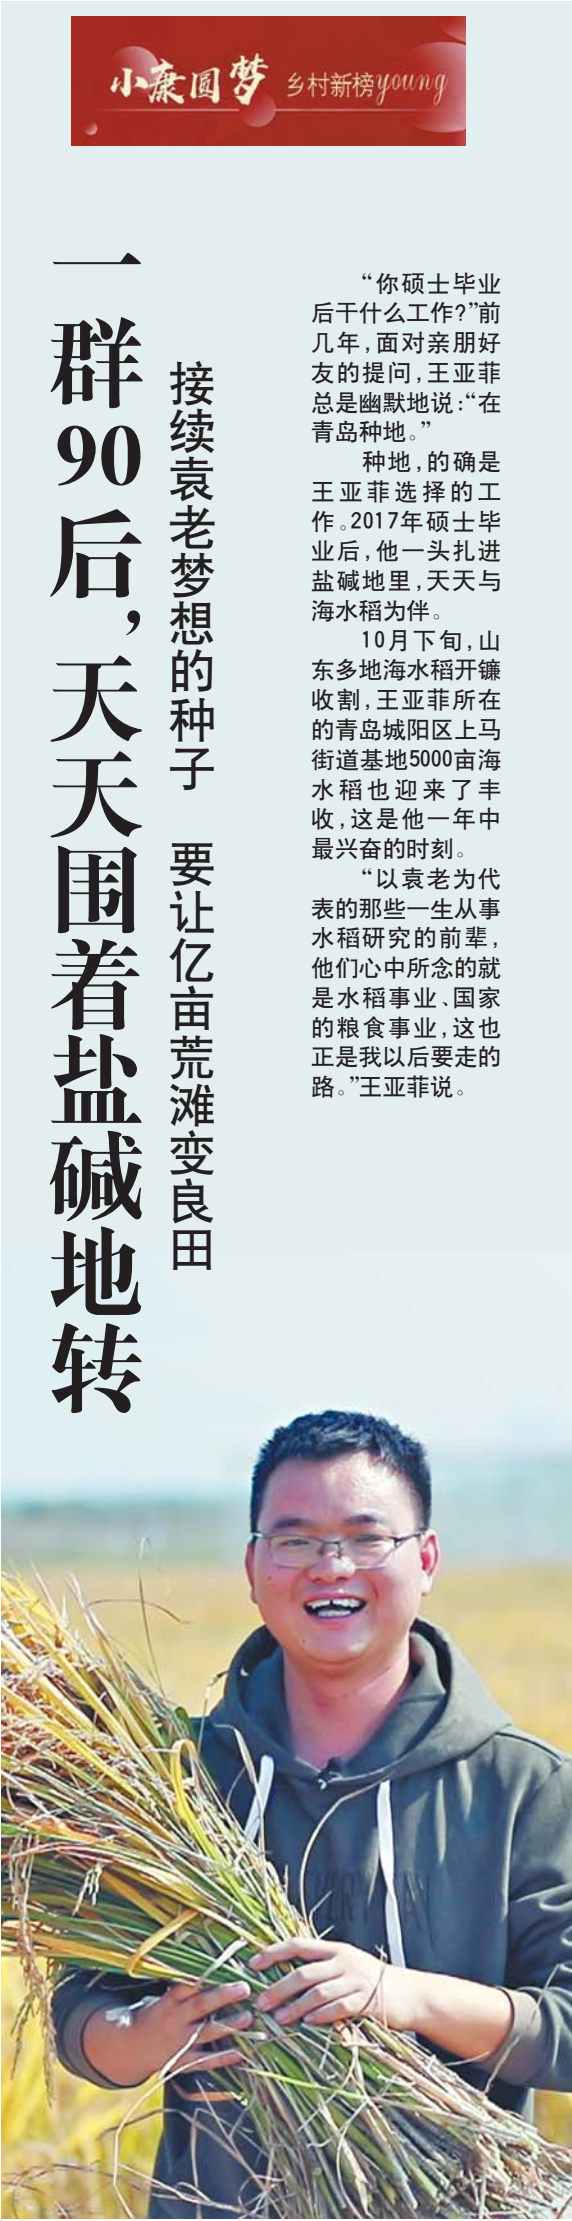 小康圆梦 乡村新榜young
一群90后，天天围着盐碱地转
接续袁老梦想的种子 要让亿亩荒滩变良田
“你硕士毕业
后干什么工作?”前
几年，面对亲朋好
友的提问，王亚菲
总是幽默地说：“在
青岛种地。”
种地，的确是
王亚菲选择的工
作。2017年硕士毕
业后，他一头扎进
盐碱地里，天天与
海水稻为伴。
10月下旬，山
东多地海水稻开镰
收割，王亚菲所在
的青岛城阳区上马
街道基地5000亩海
水稻也迎来了丰
收，这是他一年中
最兴奋的时刻。
“以袁老为代
表的那些一生从事
水稻研究的前辈，
他们心中所念的就
是水稻事业、国家
的粮食事业，这也
正是我以后要走的
路。”王亚菲说。